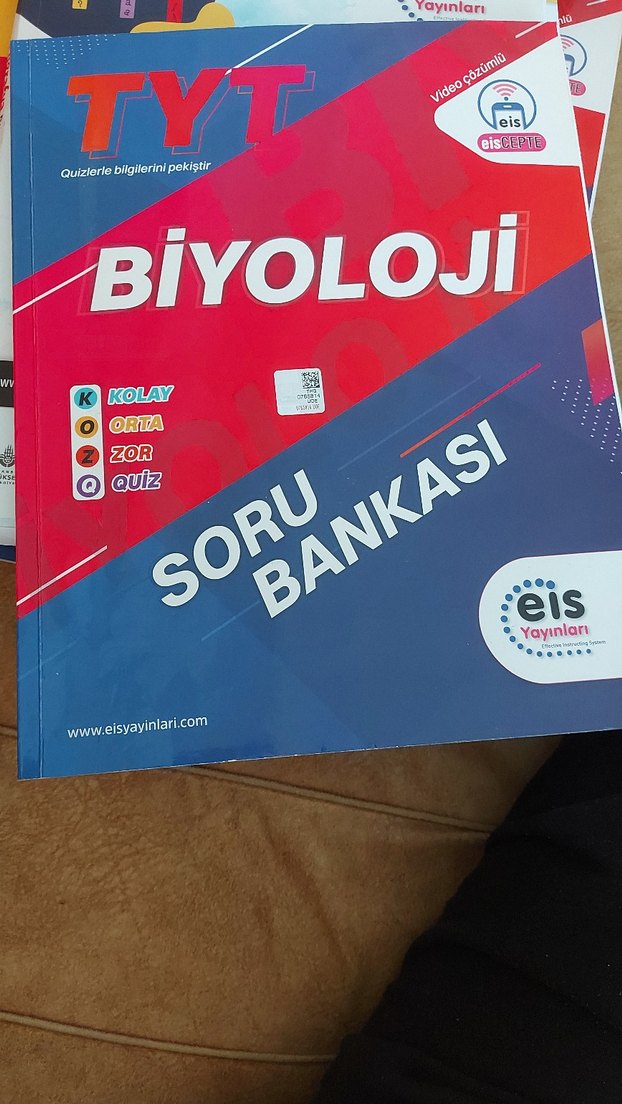 Yayınları
TYT
Quizlerle bilgilerini pekiştir
Video çözümlü
eis
eisCEPTE
BİYOLOJİ
K KOLAY
O ORTA
Z ZOR
Q QUİZ
SORU
BANKASI
eis
Yayınları
Effective Instructing System
www.eisyayinlari.com